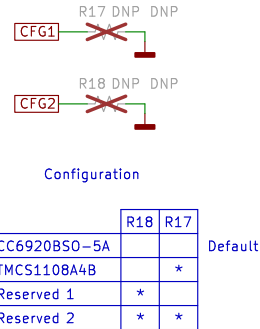 R17 DNP DNP
CFG1
R18 DNP DNP
CFG2
Configuration
R18 R17
CC6920BSO-5A Default
TMCS1108A4B *
Reserved 1 *
Reserved 2 * *